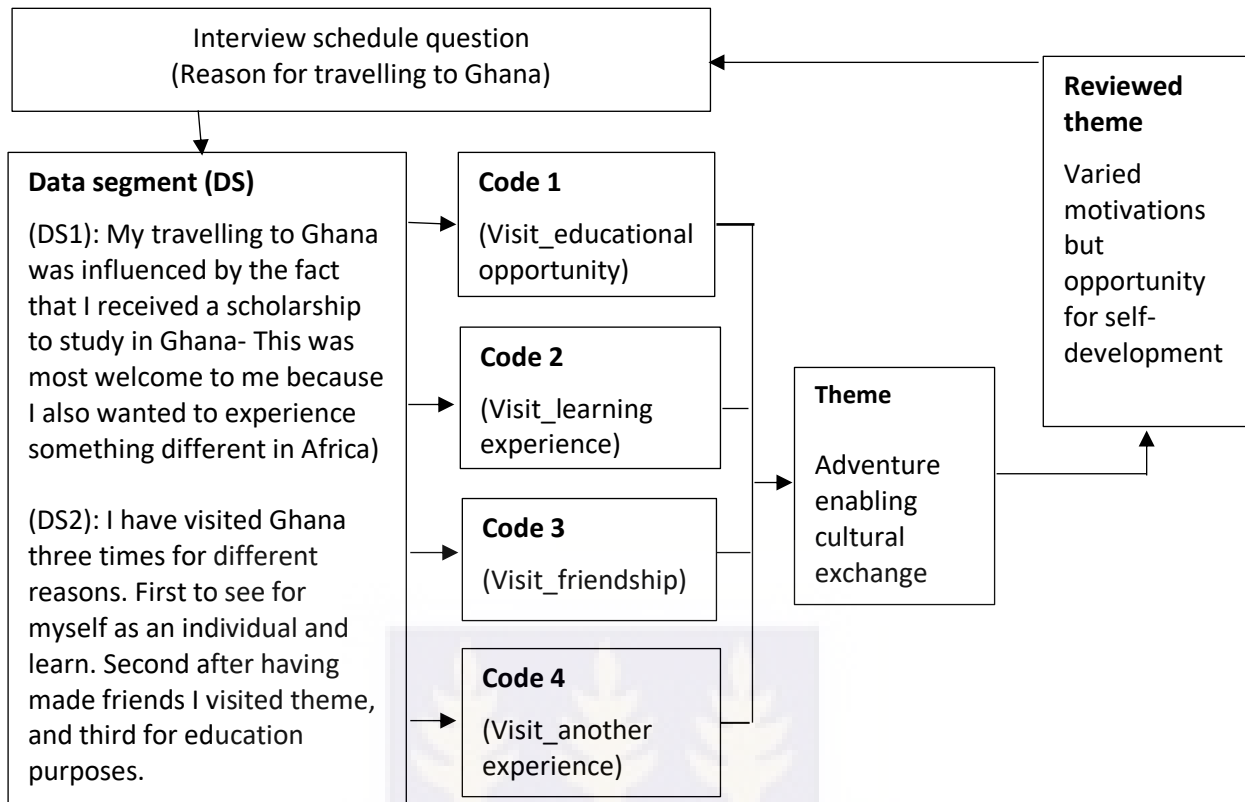 Interview schedule question
(Reason for travelling to Ghana)
Data segment (DS)
(DS1): My travelling to Ghana
was influenced by the fact
that I received a scholarship
to study in Ghana- This was
most welcome to me because
I also wanted to experience
something different in Africa)
(DS2): I have visited Ghana
three times for different
reasons. First to see for
myself as an individual and
learn. Second after having
made friends I visited theme,
and third for education
purposes.
Code 1
(Visit_educational
opportunity)
Code 2
(Visit_learning
experience)
Code 3
(Visit_friendship)
Code 4
(Visit_another
experience)
Theme
Adventure
enabling
cultural
exchange
Reviewed
theme
Varied
motivations
but
opportunity
for self-
development